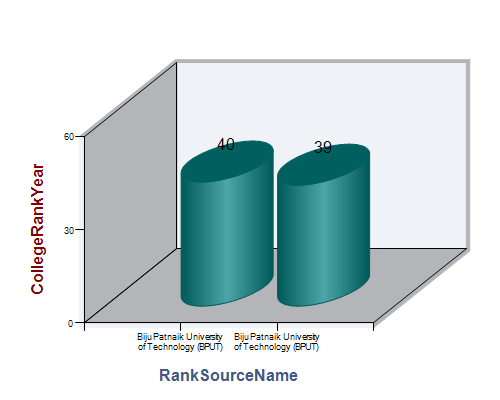 40
39
60
30
0
CollegeRankYear
Biju Patnaik University
of Technology (BPUT)
Biju Patnaik University
of Technology (BPUT)
RankSourceName